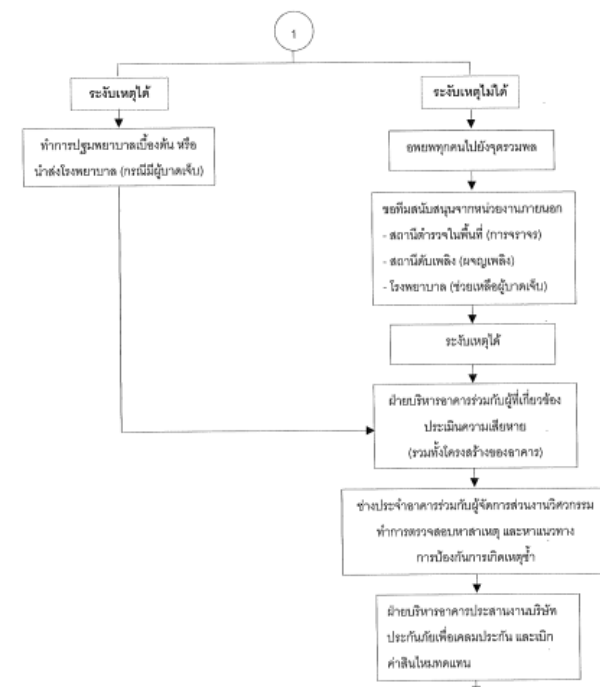 1
ระงับเหตุได้
ระงับเหตุไม่ได้
ทำการปฐมพยาบาลเบื้องต้น หรือ
นำส่งโรงพยาบาล (กรณีมีผู้บาดเจ็บ)
อพยพทุกคนไปยังจุดรวมพล
ขอทีมสนับสนุนจากหน่วยงานภายนอก
- สถานีตำรวจในพื้นที่ (การจราจร)
- สถานีดับเพลิง (ผจญเพลิง)
- โรงพยาบาล (ช่วยเหลือผู้บาดเจ็บ)
ระงับเหตุได้
ฝ่ายบริหารอาคารร่วมกับผู้ที่เกี่ยวข้อง
ประเมินความเสียหาย
(รวมทั้งโครงสร้างของอาคาร)
ช่างประจำอาคารร่วมกับผู้จัดการส่วนงานวิศวกรรม
ทำการตรวจสอบหาสาเหตุ และหาแนวทาง
การป้องกันการเกิดเหตุซ้ำ
ฝ่ายบริหารอาคารประสานงานบริษัท
ประกันภัยเพื่อเคลมประกัน และเบิก
ค่าสินไหมทดแทน